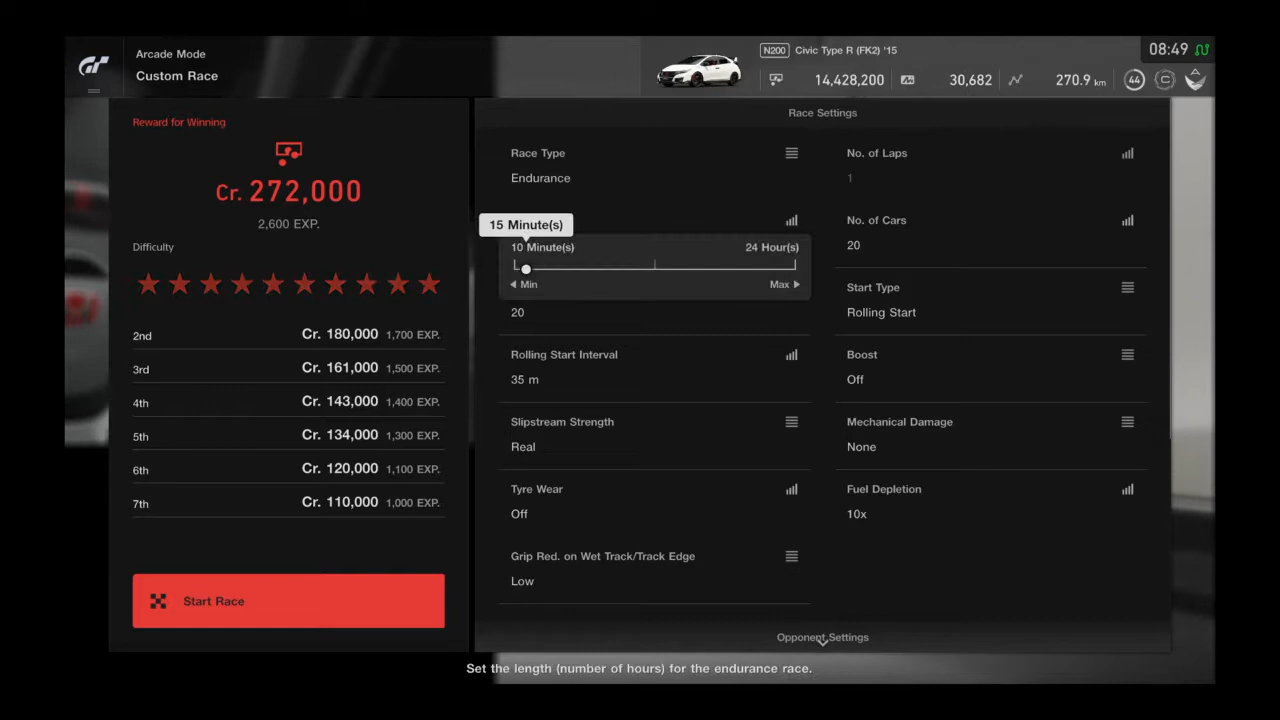 Arcade Mode
Custom Race
N200 Civic Type R (FK2) '15
14,428,200 30,682 270.9 km 44 C
08:49
Reward for Winning
Cr. 272,000
2,600 EXP.
Difficulty
2nd Cr. 180,000 1,700 EXP.
3rd Cr. 161,000 1,500 EXP.
4th Cr. 143,000 1,400 EXP.
5th Cr. 134,000 1,300 EXP.
6th Cr. 120,000 1,100 EXP.
7th Cr. 110,000 1,000 EXP.
Start Race
Race Settings
Race Type
Endurance
No. of Laps
1
15 Minute(s)
10 Minute(s) 24 Hour(s)
Min Max
20
No. of Cars
20
Start Type
Rolling Start
Rolling Start Interval
35 m
Boost
Off
Slipstream Strength
Real
Mechanical Damage
None
Tyre Wear
Off
Fuel Depletion
10x
Grip Red. on Wet Track/Track Edge
Low
Opponent Settings
Set the length (number of hours) for the endurance race.